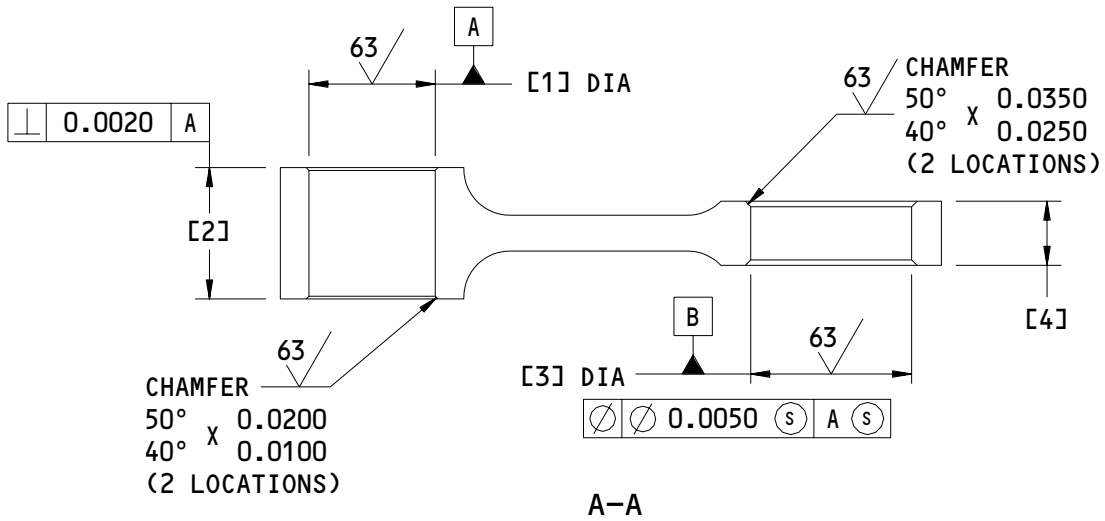 63
A
[1] DIA
⊥ 0.0020 A
63
CHAMFER
50° X 0.0350
40° 0.0250
(2 LOCATIONS)
[2]
[4]
B
63
[3] DIA
⌀ ⌀ 0.0050 Ⓢ A Ⓢ
63
CHAMFER
50° X 0.0200
40° 0.0100
(2 LOCATIONS)
A-A